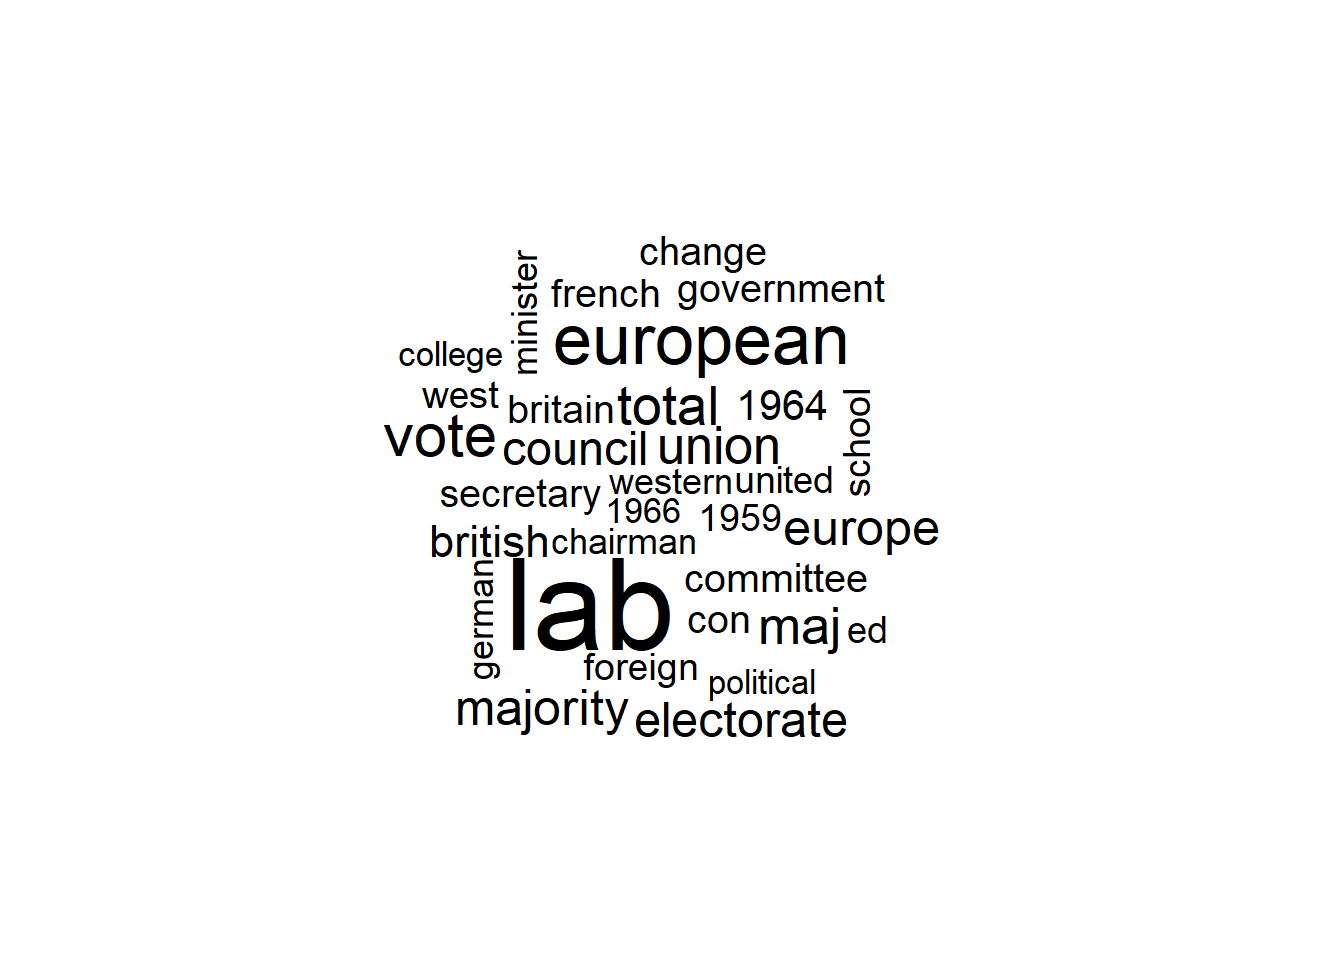 change
minister
french government
european
college
west
britain total 1964
school
vote council union
secretary western united
1966 1959 europe
british chairman
german
lab
committee
con maj ed
foreign
political
majority electorate